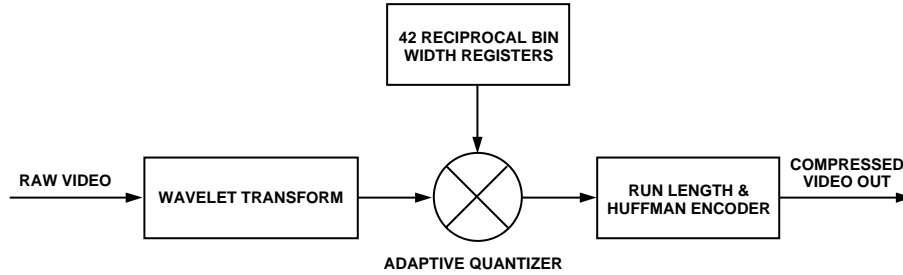 42 RECIPROCAL BIN
WIDTH REGISTERS
RAW VIDEO
WAVELET TRANSFORM
RUN LENGTH &
HUFFMAN ENCODER
COMPRESSED
VIDEO OUT
ADAPTIVE QUANTIZER